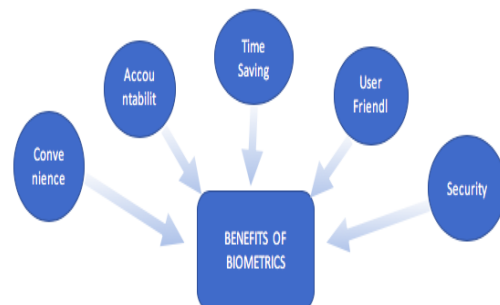 Conve
nience
Accou
ntabilit
Time
Saving
User
Friendl
Security
BENEFITS OF
BIOMETRICS